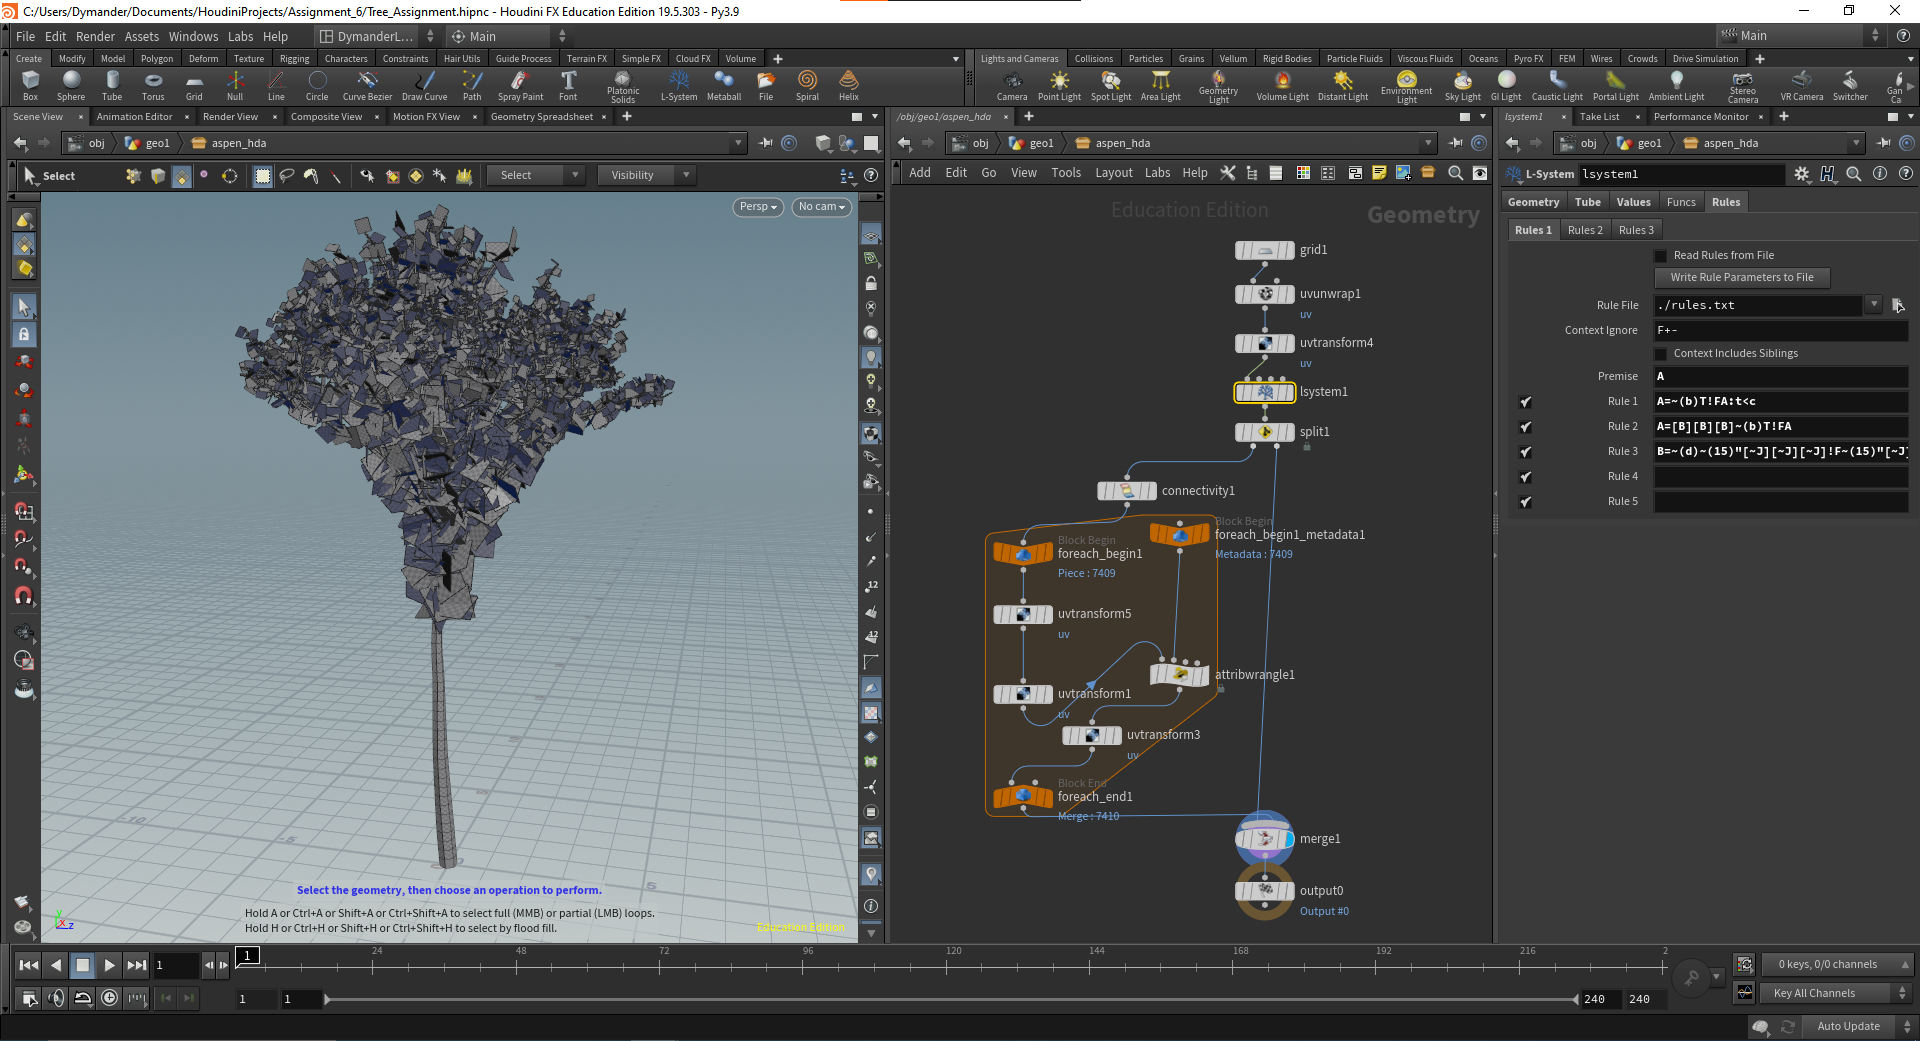 C:/Users/Dymander/Documents/HoudiniProjects/Assignment_6/Tree_Assignment.hipnc - Houdini FX Education Edition 19.5.303 - Py3.9
File Edit Render Assets Windows Labs Help DymanderL... Main Main
Create Modify Model Polygon Deform Texture Rigging Characters Constraints Hair Utils Guide Process Terrain FX Simple FX Cloud FX Volume
Lights and Cameras Collisions Particles Grains Vellum Rigid Bodies Particle Fluids Viscous Fluids Oceans Pyro FX FEM Wires Crowds Drive Simulation
Box Sphere Tube Torus Grid Null Line Circle Curve Bezier Draw Curve Path Spray Paint Font Platonic Solids L-System Metaball File Spiral Helix
Camera Point Light Spot Light Area Light Geometry Light Volume Light Distant Light Environment Light Sky Light GI Light Caustic Light Portal Light Ambient Light Stereo Camera VR Camera Switcher Gan Ca
Scene View Animation Editor Render View Composite View Motion FX View Geometry Spreadsheet
/obj/geo1/aspen_hda
lsystem1 Take List Performance Monitor
obj geo1 aspen_hda
obj geo1 aspen_hda
obj geo1 aspen_hda
Select Select Visibility
Add Edit Go View Tools Layout Labs Help
L-System lsystem1
Persp No cam
Education Edition
Geometry
grid1
uvunwrap1
uv
uvtransform4
uv
lsystem1
split1
connectivity1
Block Begin
foreach_begin1_metadata1
Metadata : 7409
Block Begin
foreach_begin1
Piece : 7409
uvtransform5
uv
attribwrangle1
uvtransform1
uv
uvtransform3
uv
Block End
foreach_end1
Merge : 7410
merge1
output0
Output #0
Geometry Tube Values Funcs Rules
Rules 1 Rules 2 Rules 3
Read Rules from File
Write Rule Parameters to File
Rule File ./rules.txt
Context Ignore F+-
Context Includes Siblings
Premise A
Rule 1 A=~(b)T!FA:t<c
Rule 2 A=[B][B][B]~(b)T!FA
Rule 3 B=~(d)~(15)"[~J][~J][~J]!F~(15)"[~J]
Rule 4
Rule 5
.12
.12
-10
-5
5
Select the geometry, then choose an operation to perform.
Hold A or Ctrl+A or Shift+A or Ctrl+Shift+A to select full (MMB) or partial (LMB) loops.
Hold H or Ctrl+H or Shift+H or Ctrl+Shift+H to select by flood fill.
Education Edition
y
x z
1 1 24 48 72 96 120 144 168 192 216 2
0 keys, 0/0 channels
1 1 240 240
Key All Channels
Auto Update